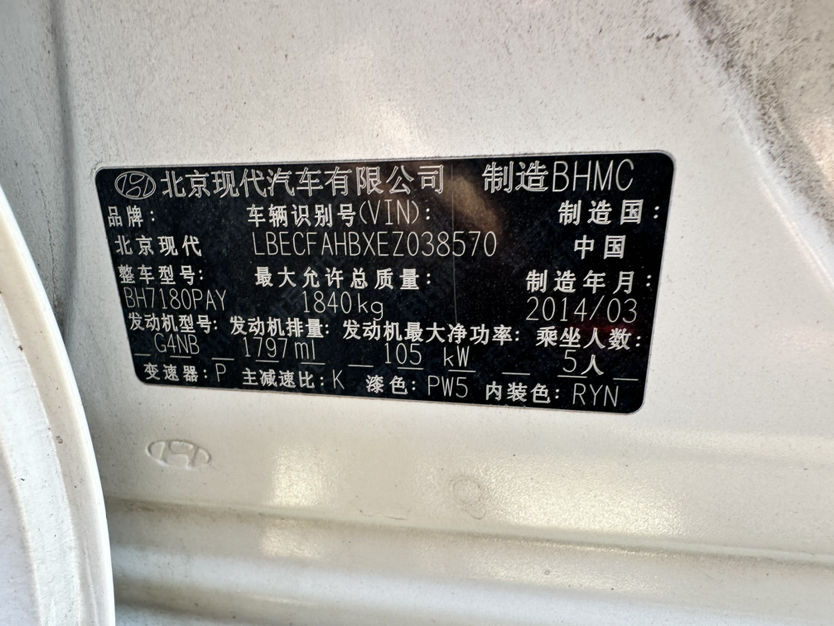 北京现代汽车有限公司 制造BHMC
品牌: 车辆识别号(VIN): 制造国:
北京现代 LBECFAHBXEZ038570 中国
整车型号: 最大允许总质量: 制造年月:
BH7180PAY 1840kg 2014/03
发动机型号: 发动机排量: 发动机最大净功率: 乘坐人数:
G4NB 1797ml 105 kW 5人
变速器: P 主减速比: K 漆色: PW5 内装色: RYN